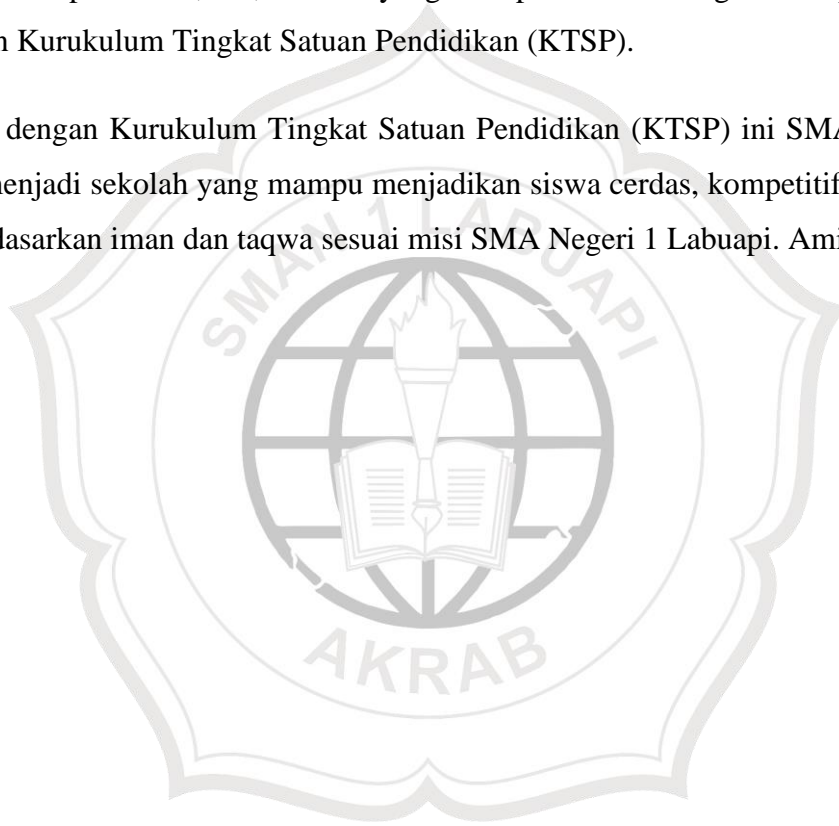 Kurukulum Tingkat Satuan Pendidikan (KTSP).
dengan Kurukulum Tingkat Satuan Pendidikan (KTSP) ini SMA
menjadi sekolah yang mampu menjadikan siswa cerdas, kompetitif
dasarkan iman dan taqwa sesuai misi SMA Negeri 1 Labuapi. Ami
SMAN 1 LABUAPI
AKRAB